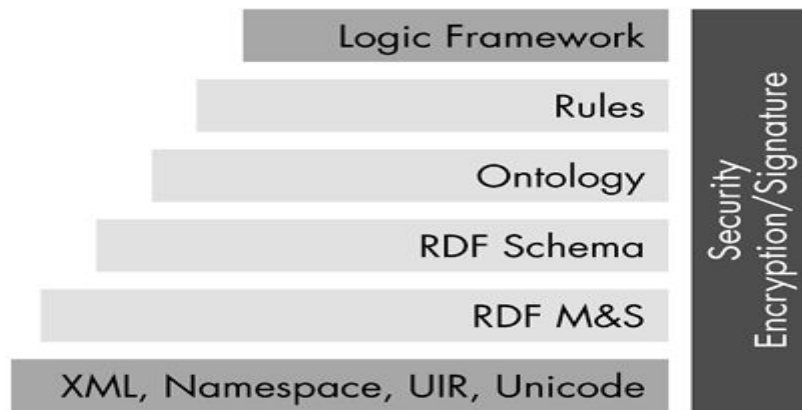 Logic Framework
Rules
Ontology
RDF Schema
RDF M&S
XML, Namespace, UIR, Unicode
Security
Encryption/Signature